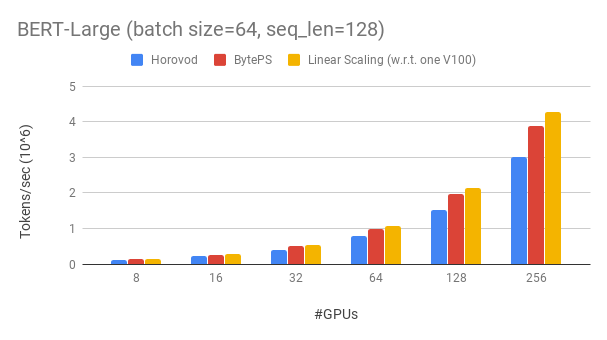 BERT-Large (batch size=64, seq_len=128)
Horovod BytePS Linear Scaling (w.r.t. one V100)
5
4
3
2
1
0
Tokens/sec (10^6)
8 16 32 64 128 256
#GPUs